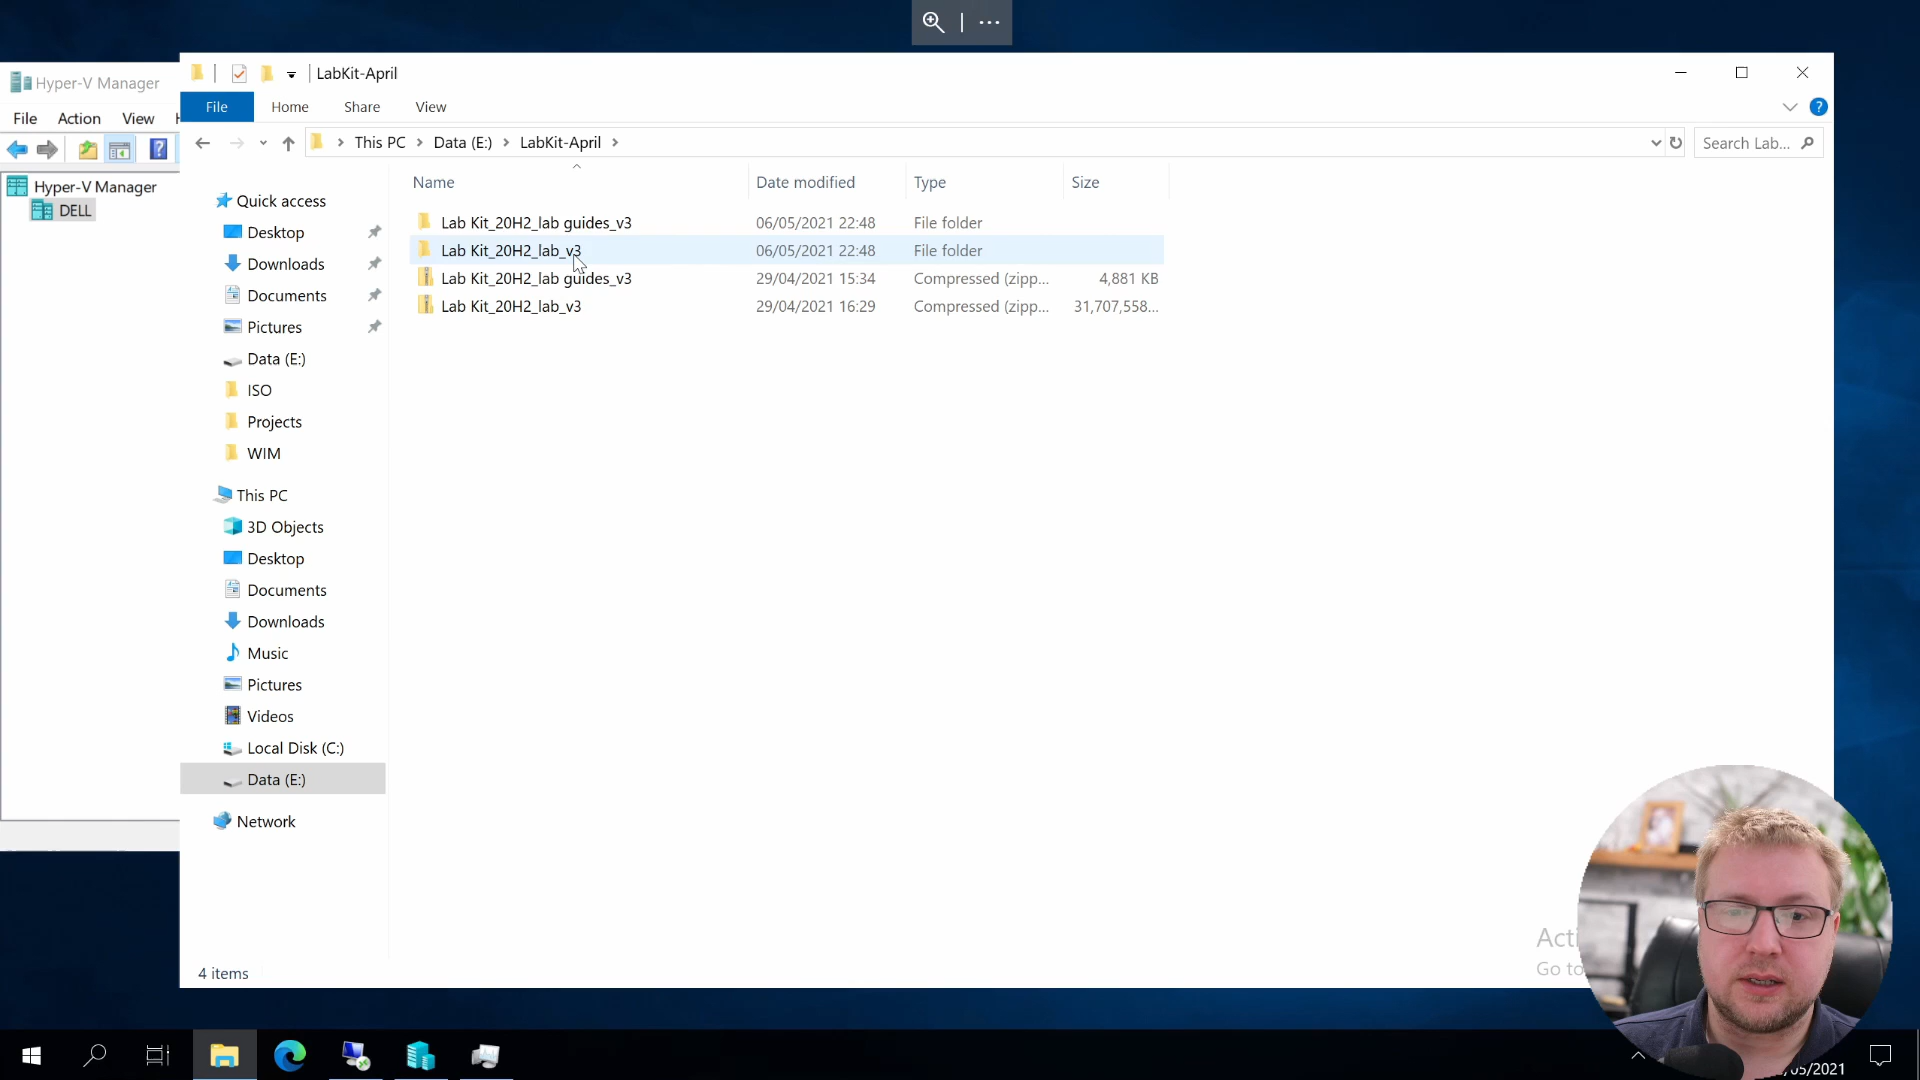 LabKit-April
Hyper-V Manager
File Home Share View
File Action View
This PC Data (E:) LabKit-April
Search Lab...
Name Date modified Type Size
Hyper-V Manager
DELL
Quick access
Desktop
Downloads
Documents
Pictures
Data (E:)
ISO
Projects
WIM
This PC
3D Objects
Desktop
Documents
Downloads
Music
Pictures
Videos
Local Disk (C:)
Data (E:)
Network
Lab Kit_20H2_lab guides_v3 06/05/2021 22:48 File folder
Lab Kit_20H2_lab_v3 06/05/2021 22:48 File folder
Lab Kit_20H2_lab guides_v3 29/04/2021 15:34 Compressed (zipp... 4,881 KB
Lab Kit_20H2_lab_v3 29/04/2021 16:29 Compressed (zipp... 31,707,558...
4 items
Go to